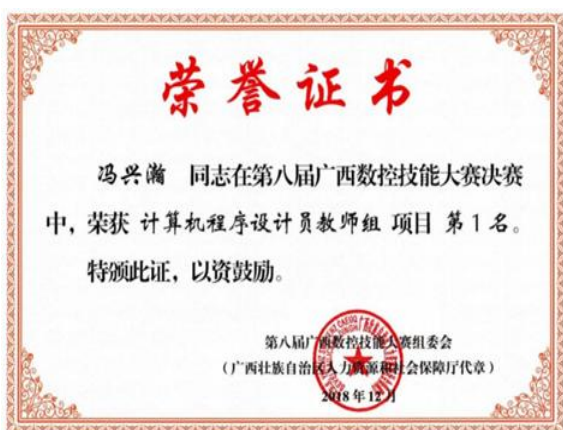 荣誉证书
冯兴瀚 同志在第八届广西数控技能大赛决赛
中，荣获 计算机程序设计员教师组 项目 第1名。
特颁此证，以资鼓励。
第八届广西数控技能大赛组委会
（广西壮族自治区人力资源和社会保障厅代章）
2018年12月